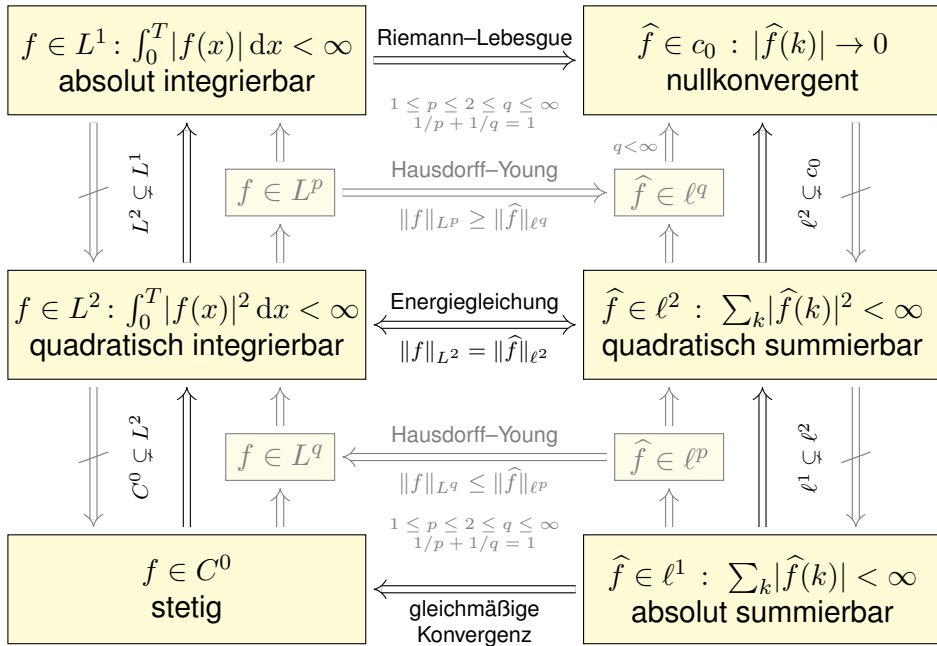 f ∈ L¹ : ∫₀ᵀ |f(x)| dx < ∞
absolut integrierbar
Riemann–Lebesgue
f̂ ∈ c₀ : |f̂(k)| → 0
nullkonvergent
1 ≤ p ≤ 2 ≤ q ≤ ∞
1/p + 1/q = 1
L² ⊊ L¹
f ∈ Lᵖ
Hausdorff–Young
‖f‖_{Lᵖ} ≥ ‖f̂‖_{ℓ^q}
q<∞
f̂ ∈ ℓ^q
ℓ² ⊊ c₀
f ∈ L² : ∫₀ᵀ |f(x)|² dx < ∞
quadratisch integrierbar
Energiegleichung
‖f‖_{L²} = ‖f̂‖_{ℓ²}
f̂ ∈ ℓ² : ∑ₖ|f̂(k)|² < ∞
quadratisch summierbar
C⁰ ⊊ L²
f ∈ L^q
Hausdorff–Young
‖f‖_{L^q} ≤ ‖f̂‖_{ℓᵖ}
1 ≤ p ≤ 2 ≤ q ≤ ∞
1/p + 1/q = 1
f̂ ∈ ℓᵖ
ℓ¹ ⊊ ℓ²
f ∈ C⁰
stetig
gleichmäßige
Konvergenz
f̂ ∈ ℓ¹ : ∑ₖ|f̂(k)| < ∞
absolut summierbar